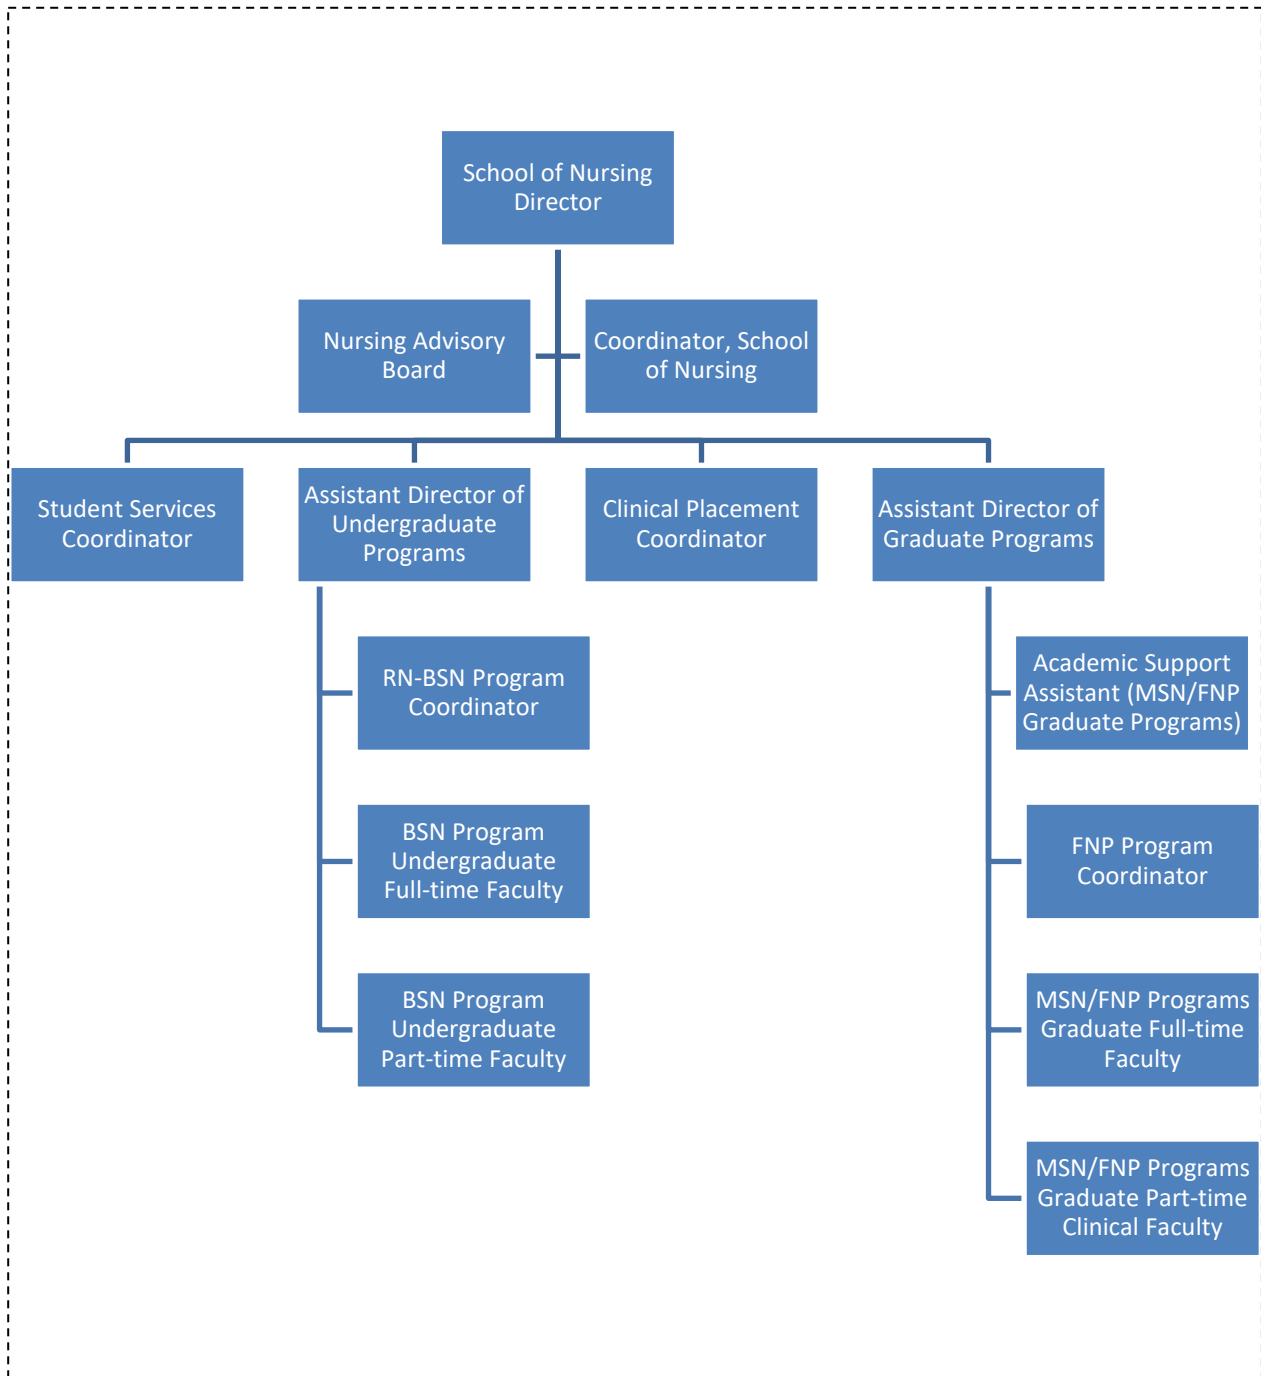 School of Nursing
Director
Nursing Advisory
Board
Coordinator, School
of Nursing
Student Services
Coordinator
Assistant Director of
Undergraduate
Programs
Clinical Placement
Coordinator
Assistant Director of
Graduate Programs
RN-BSN Program
Coordinator
Academic Support
Assistant (MSN/FNP
Graduate Programs)
BSN Program
Undergraduate
Full-time Faculty
FNP Program
Coordinator
BSN Program
Undergraduate
Part-time Faculty
MSN/FNP Programs
Graduate Full-time
Faculty
MSN/FNP Programs
Graduate Part-time
Clinical Faculty